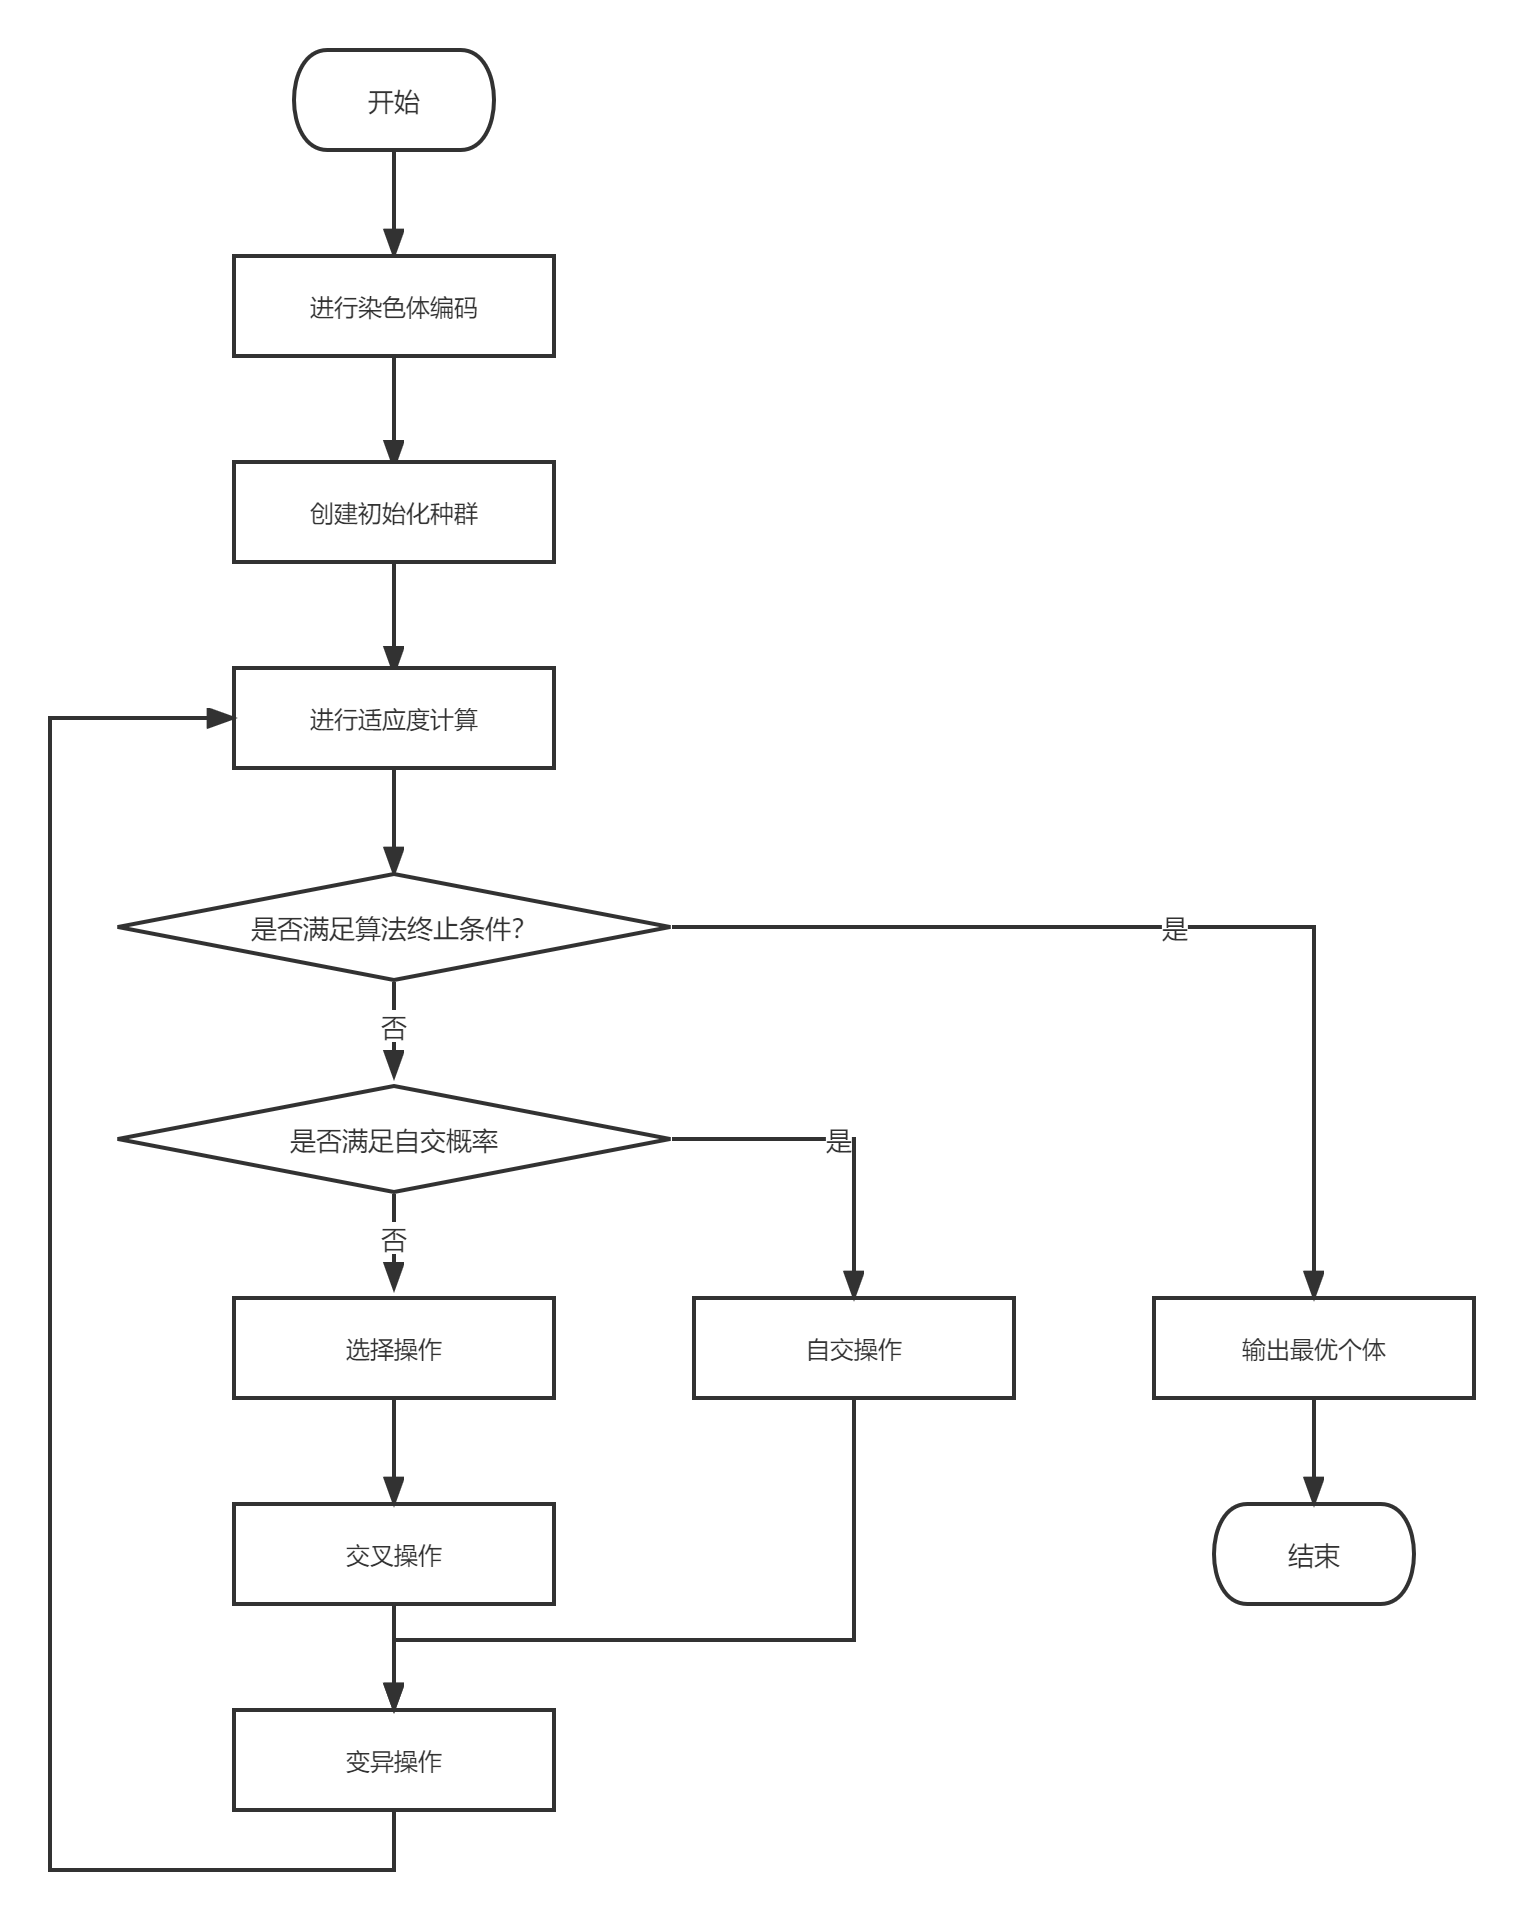 开始
进行染色体编码
创建初始化种群
进行适应度计算
是否满足算法终止条件?
是
否
是否满足自交概率
是
否
选择操作
自交操作
输出最优个体
交叉操作
结束
变异操作